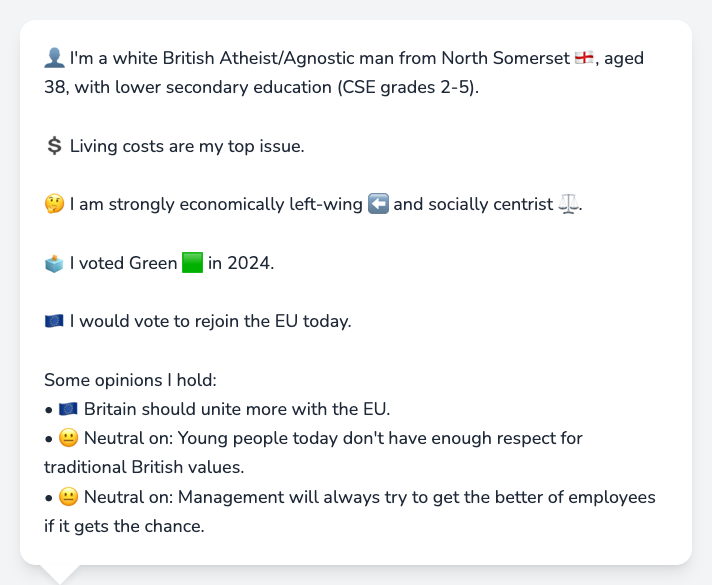 👤 I'm a white British Atheist/Agnostic man from North Somerset 🏴󠁧󠁢󠁥󠁮󠁧󠁿, aged
38, with lower secondary education (CSE grades 2-5).
💲 Living costs are my top issue.
🤔 I am strongly economically left-wing ⬅️ and socially centrist ⚖️.
🗳️ I voted Green 🟩 in 2024.
🇪🇺 I would vote to rejoin the EU today.
Some opinions I hold:
• 🇪🇺 Britain should unite more with the EU.
• 😐 Neutral on: Young people today don't have enough respect for
traditional British values.
• 😐 Neutral on: Management will always try to get the better of employees
if it gets the chance.